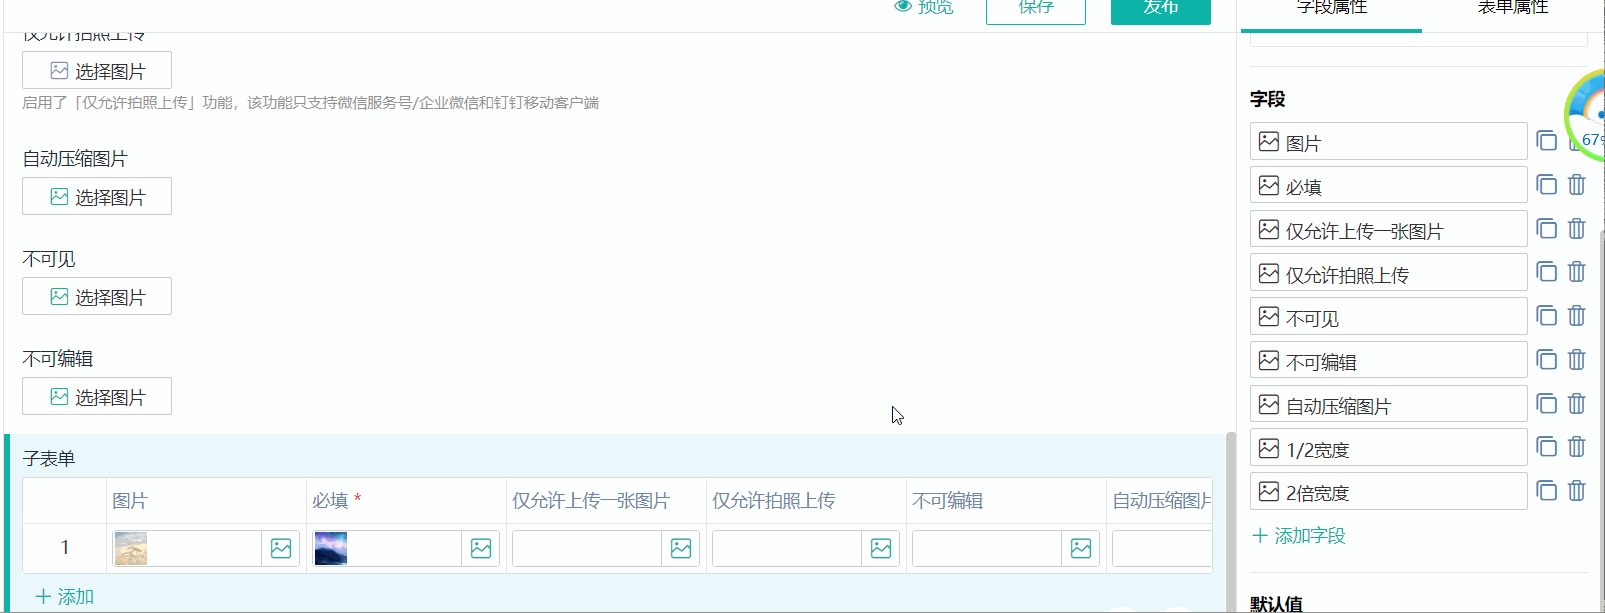 预览
保存
发布
字段属性
表单属性
仅允许拍照上传
选择图片
启用了「仅允许拍照上传」功能，该功能只支持微信服务号/企业微信和钉钉移动客户端
自动压缩图片
选择图片
不可见
选择图片
不可编辑
选择图片
子表单
图片 必填 * 仅允许上传一张图片 仅允许拍照上传 不可编辑 自动压缩图片
1
+ 添加
字段
图片
67%
必填
仅允许上传一张图片
仅允许拍照上传
不可见
不可编辑
自动压缩图片
1/2宽度
2倍宽度
+ 添加字段
默认值